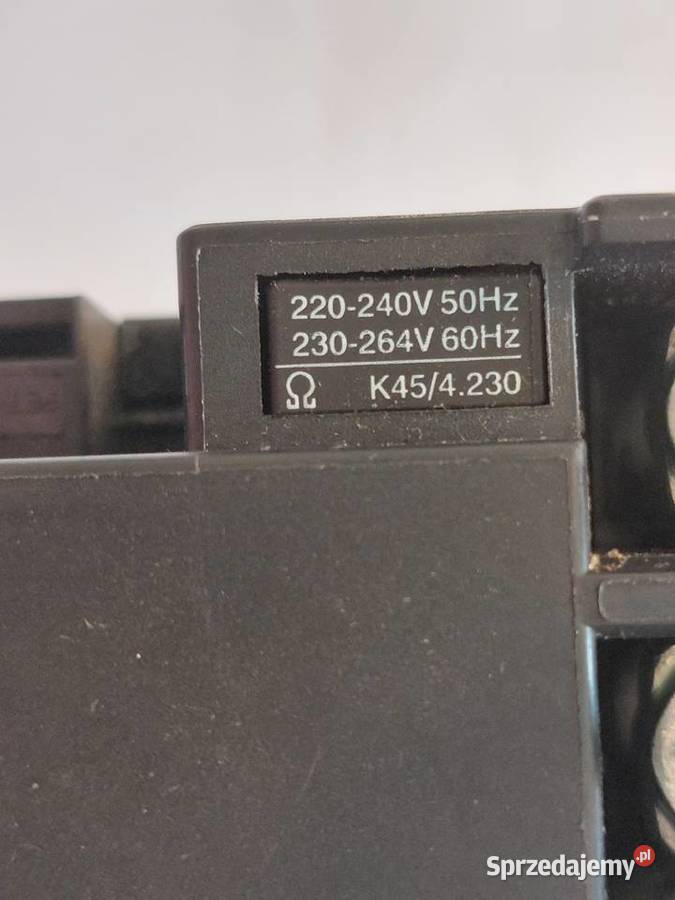 220-240V 50Hz
230-264V 60Hz
Ω K45/4.230
Sprzedajemy.pl